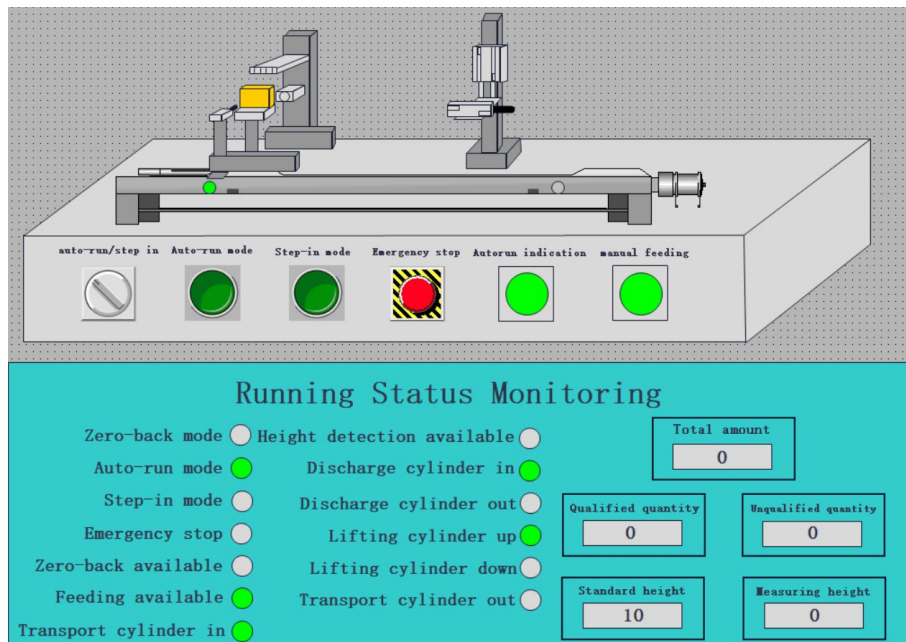 auto-run/step in
Auto-run mode
Step-in mode
Emergency stop
Autorun indication
manual feeding
Running Status Monitoring
Zero-back mode
Auto-run mode
Step-in mode
Emergency stop
Zero-back available
Feeding available
Transport cylinder in
Height detection available
Discharge cylinder in
Discharge cylinder out
Lifting cylinder up
Lifting cylinder down
Transport cylinder out
Total amount
0
Qualified quantity
0
Unqualified quantity
0
Standard height
10
Measuring height
0